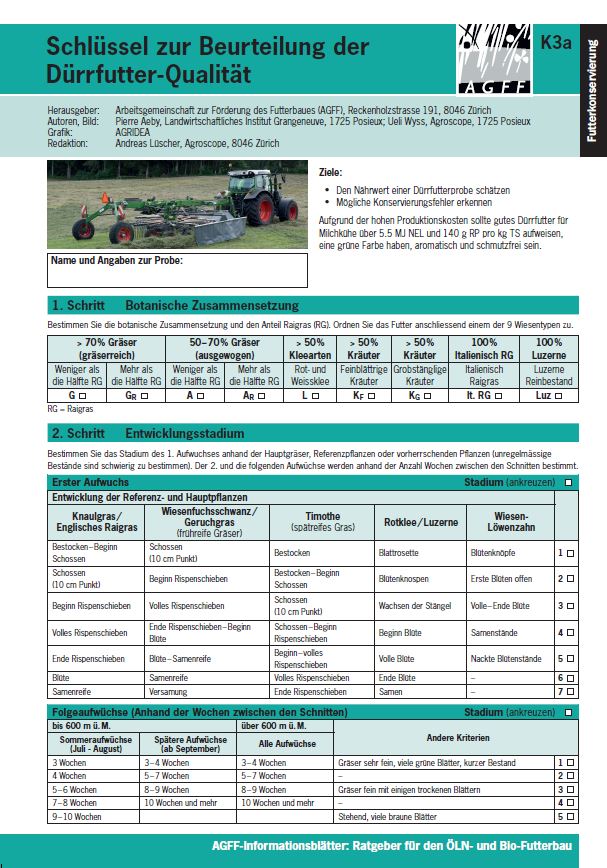 Schlüssel zur Beurteilung der
Dürrfutter-Qualität
AGFF
K3a
Futterkonservierung
Herausgeber: Arbeitsgemeinschaft zur Förderung des Futterbaues (AGFF), Reckenholzstrasse 191, 8046 Zürich
Autoren, Bild: Pierre Aeby, Landwirtschaftliches Institut Grangeneuve, 1725 Posieux; Ueli Wyss, Agroscope, 1725 Posieux
Grafik: AGRIDEA
Redaktion: Andreas Lüscher, Agroscope, 8046 Zürich
Ziele:
• Den Nährwert einer Dürrfutterprobe schätzen
• Mögliche Konservierungsfehler erkennen
Aufgrund der hohen Produktionskosten sollte gutes Dürrfutter für
Milchkühe über 5.5 MJ NEL und 140 g RP pro kg TS aufweisen,
eine grüne Farbe haben, aromatisch und schmutzfrei sein.
Name und Angaben zur Probe:
1. Schritt Botanische Zusammensetzung
Bestimmen Sie die botanische Zusammensetzung und den Anteil Raigras (RG). Ordnen Sie das Futter anschliessend einem der 9 Wiesentypen zu.
> 70% Gräser 50–70% Gräser > 50% > 50% > 50% 100% 100%
(gräserreich) (ausgewogen) Kleearten Kräuter Kräuter Italienisch RG Luzerne
Weniger als Mehr als Weniger als Mehr als Rot- und Feinblättrige Grobstänglige Italienisch Luzerne
die Hälfte RG die Hälfte RG die Hälfte RG die Hälfte RG Weissklee Kräuter Kräuter Raigras Reinbestand
G □ GR □ A □ AR □ L □ KF □ KG □ It. RG □ Luz □
RG = Raigras
2. Schritt Entwicklungsstadium
Bestimmen Sie das Stadium des 1. Aufwuchses anhand der Hauptgräser, Referenzpflanzen oder vorherrschenden Pflanzen (unregelmässige
Bestände sind schwierig zu bestimmen). Der 2. und die folgenden Aufwüchse werden anhand der Anzahl Wochen zwischen den Schnitten bestimmt.
Erster Aufwuchs Stadium (ankreuzen) □
Entwicklung der Referenz- und Hauptpflanzen
Knaulgras/
Englisches Raigras
Wiesenfuchsschwanz/
Geruchgras
(frühreife Gräser)
Timothe
(spätreifes Gras)
Rotklee/Luzerne
Wiesen-
Löwenzahn
Bestocken–Beginn
Schossen
Schossen
(10 cm Punkt)
Bestocken
Blattrosette
Blütenknöpfe
1 □
Schossen
(10 cm Punkt)
Beginn Rispenschieben
Bestocken–Beginn
Schossen
Blütenknospen
Erste Blüten offen
2 □
Beginn Rispenschieben
Volles Rispenschieben
Schossen
(10 cm Punkt)
Wachsen der Stängel
Volle–Ende Blüte
3 □
Volles Rispenschieben
Ende Rispenschieben–Beginn
Blüte
Schossen–Beginn
Rispenschieben
Beginn Blüte
Samenstände
4 □
Ende Rispenschieben
Blüte–Samenreife
Beginn–volles
Rispenschieben
Volle Blüte
Nackte Blütenstände
5 □
Blüte Samenreife Volles Rispenschieben Ende Blüte – 6 □
Samenreife Versamung Ende Rispenschieben Samen – 7 □
Folgeaufwüchse (Anhand der Wochen zwischen den Schnitten) Stadium (ankreuzen) □
bis 600 m ü. M. über 600 m ü. M.
Sommeraufwüchse
(Juli - August)
Spätere Aufwüchse
(ab September)
Alle Aufwüchse
Andere Kriterien
3 Wochen 3–4 Wochen 3–4 Wochen Gräser sehr fein, viele grüne Blätter, kurzer Bestand 1 □
4 Wochen 5–7 Wochen 5–7 Wochen – 2 □
5–6 Wochen 8–9 Wochen 8–9 Wochen Gräser fein mit einigen trockenen Blättern 3 □
7–8 Wochen 10 Wochen und mehr 10 Wochen und mehr – 4 □
9–10 Wochen Stehend, viele braune Blätter 5 □
AGFF-Informationsblätter: Ratgeber für den ÖLN- und Bio-Futterbau